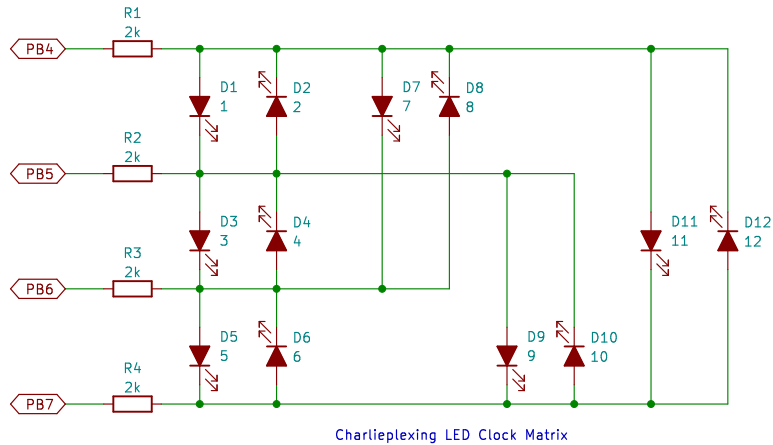 R1
PB4
2k
D1
1
D2
2
D7
7
D8
8
R2
PB5
2k
D3
3
D4
4
D11
11
D12
12
R3
PB6
2k
D5
5
D6
6
D9
9
D10
10
R4
PB7
2k
Charlieplexing LED Clock Matrix